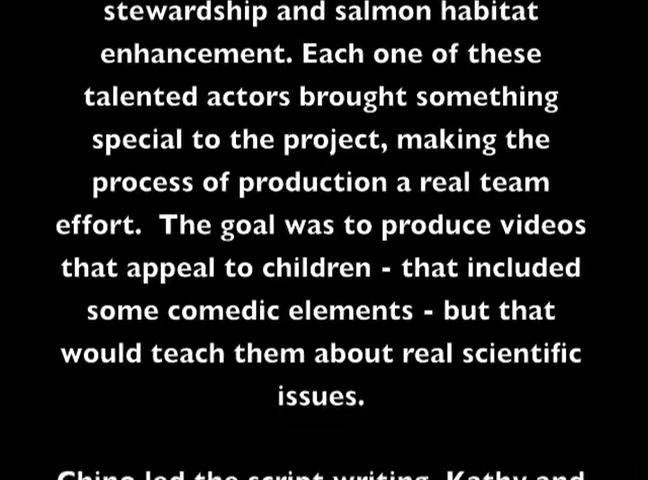 stewardship and salmon habitat
enhancement. Each one of these
talented actors brought something
special to the project, making the
process of production a real team
effort.  The goal was to produce videos
that appeal to children - that included
some comedic elements - but that
would teach them about real scientific
issues.
led the script writing, Kathy and